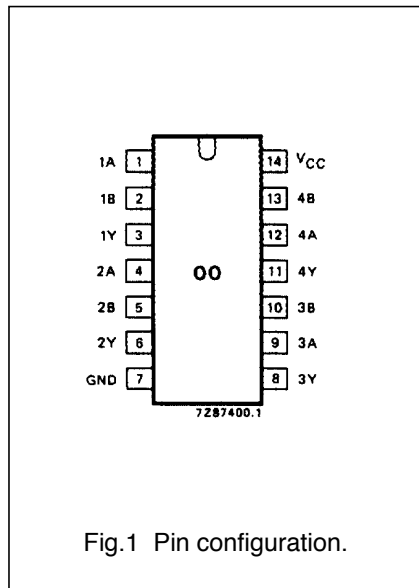 1A 1 14 VCC
1B 2 13 4B
1Y 3 12 4A
2A 4 00 11 4Y
2B 5 10 3B
2Y 6 9 3A
GND 7 8 3Y
7Z87400.1
Fig.1 Pin configuration.